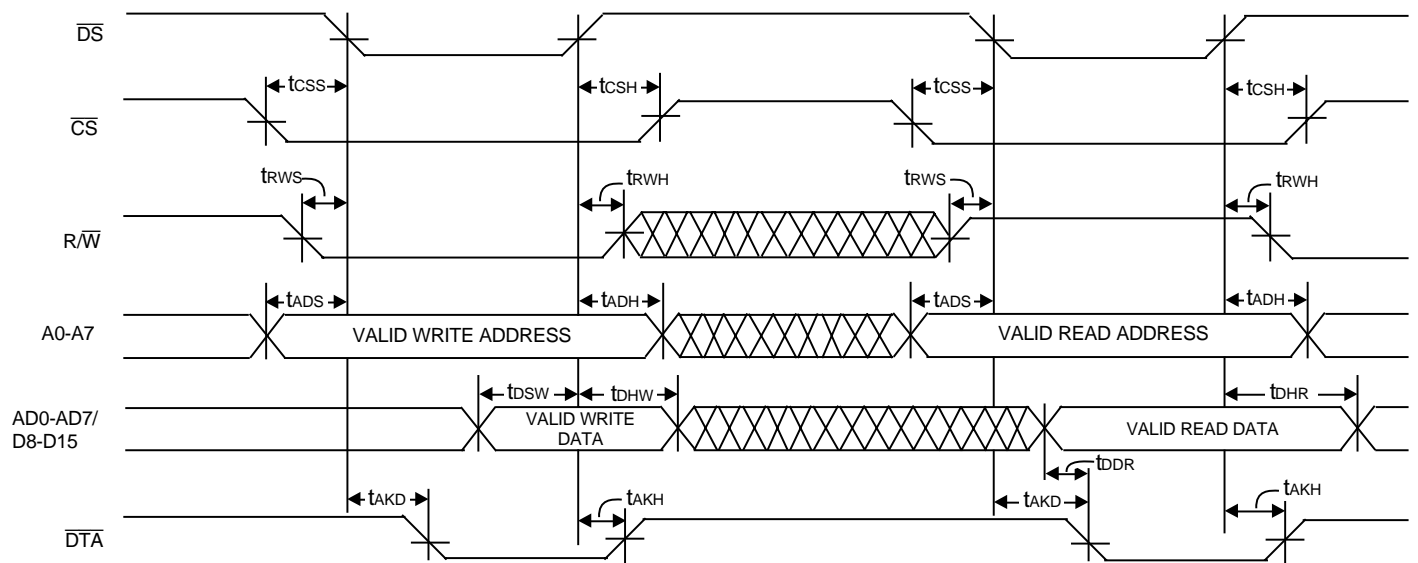 DS
tCSS tCSH tCSS tCSH
CS
tRWS tRWH tRWS tRWH
R/W
tADS tADH tADS tADH
A0-A7 VALID WRITE ADDRESS VALID READ ADDRESS
tDSW tDHW tDHR
AD0-AD7/
D8-D15
VALID WRITE
DATA
VALID READ DATA
tDDR
tAKD tAKH tAKD tAKH
DTA